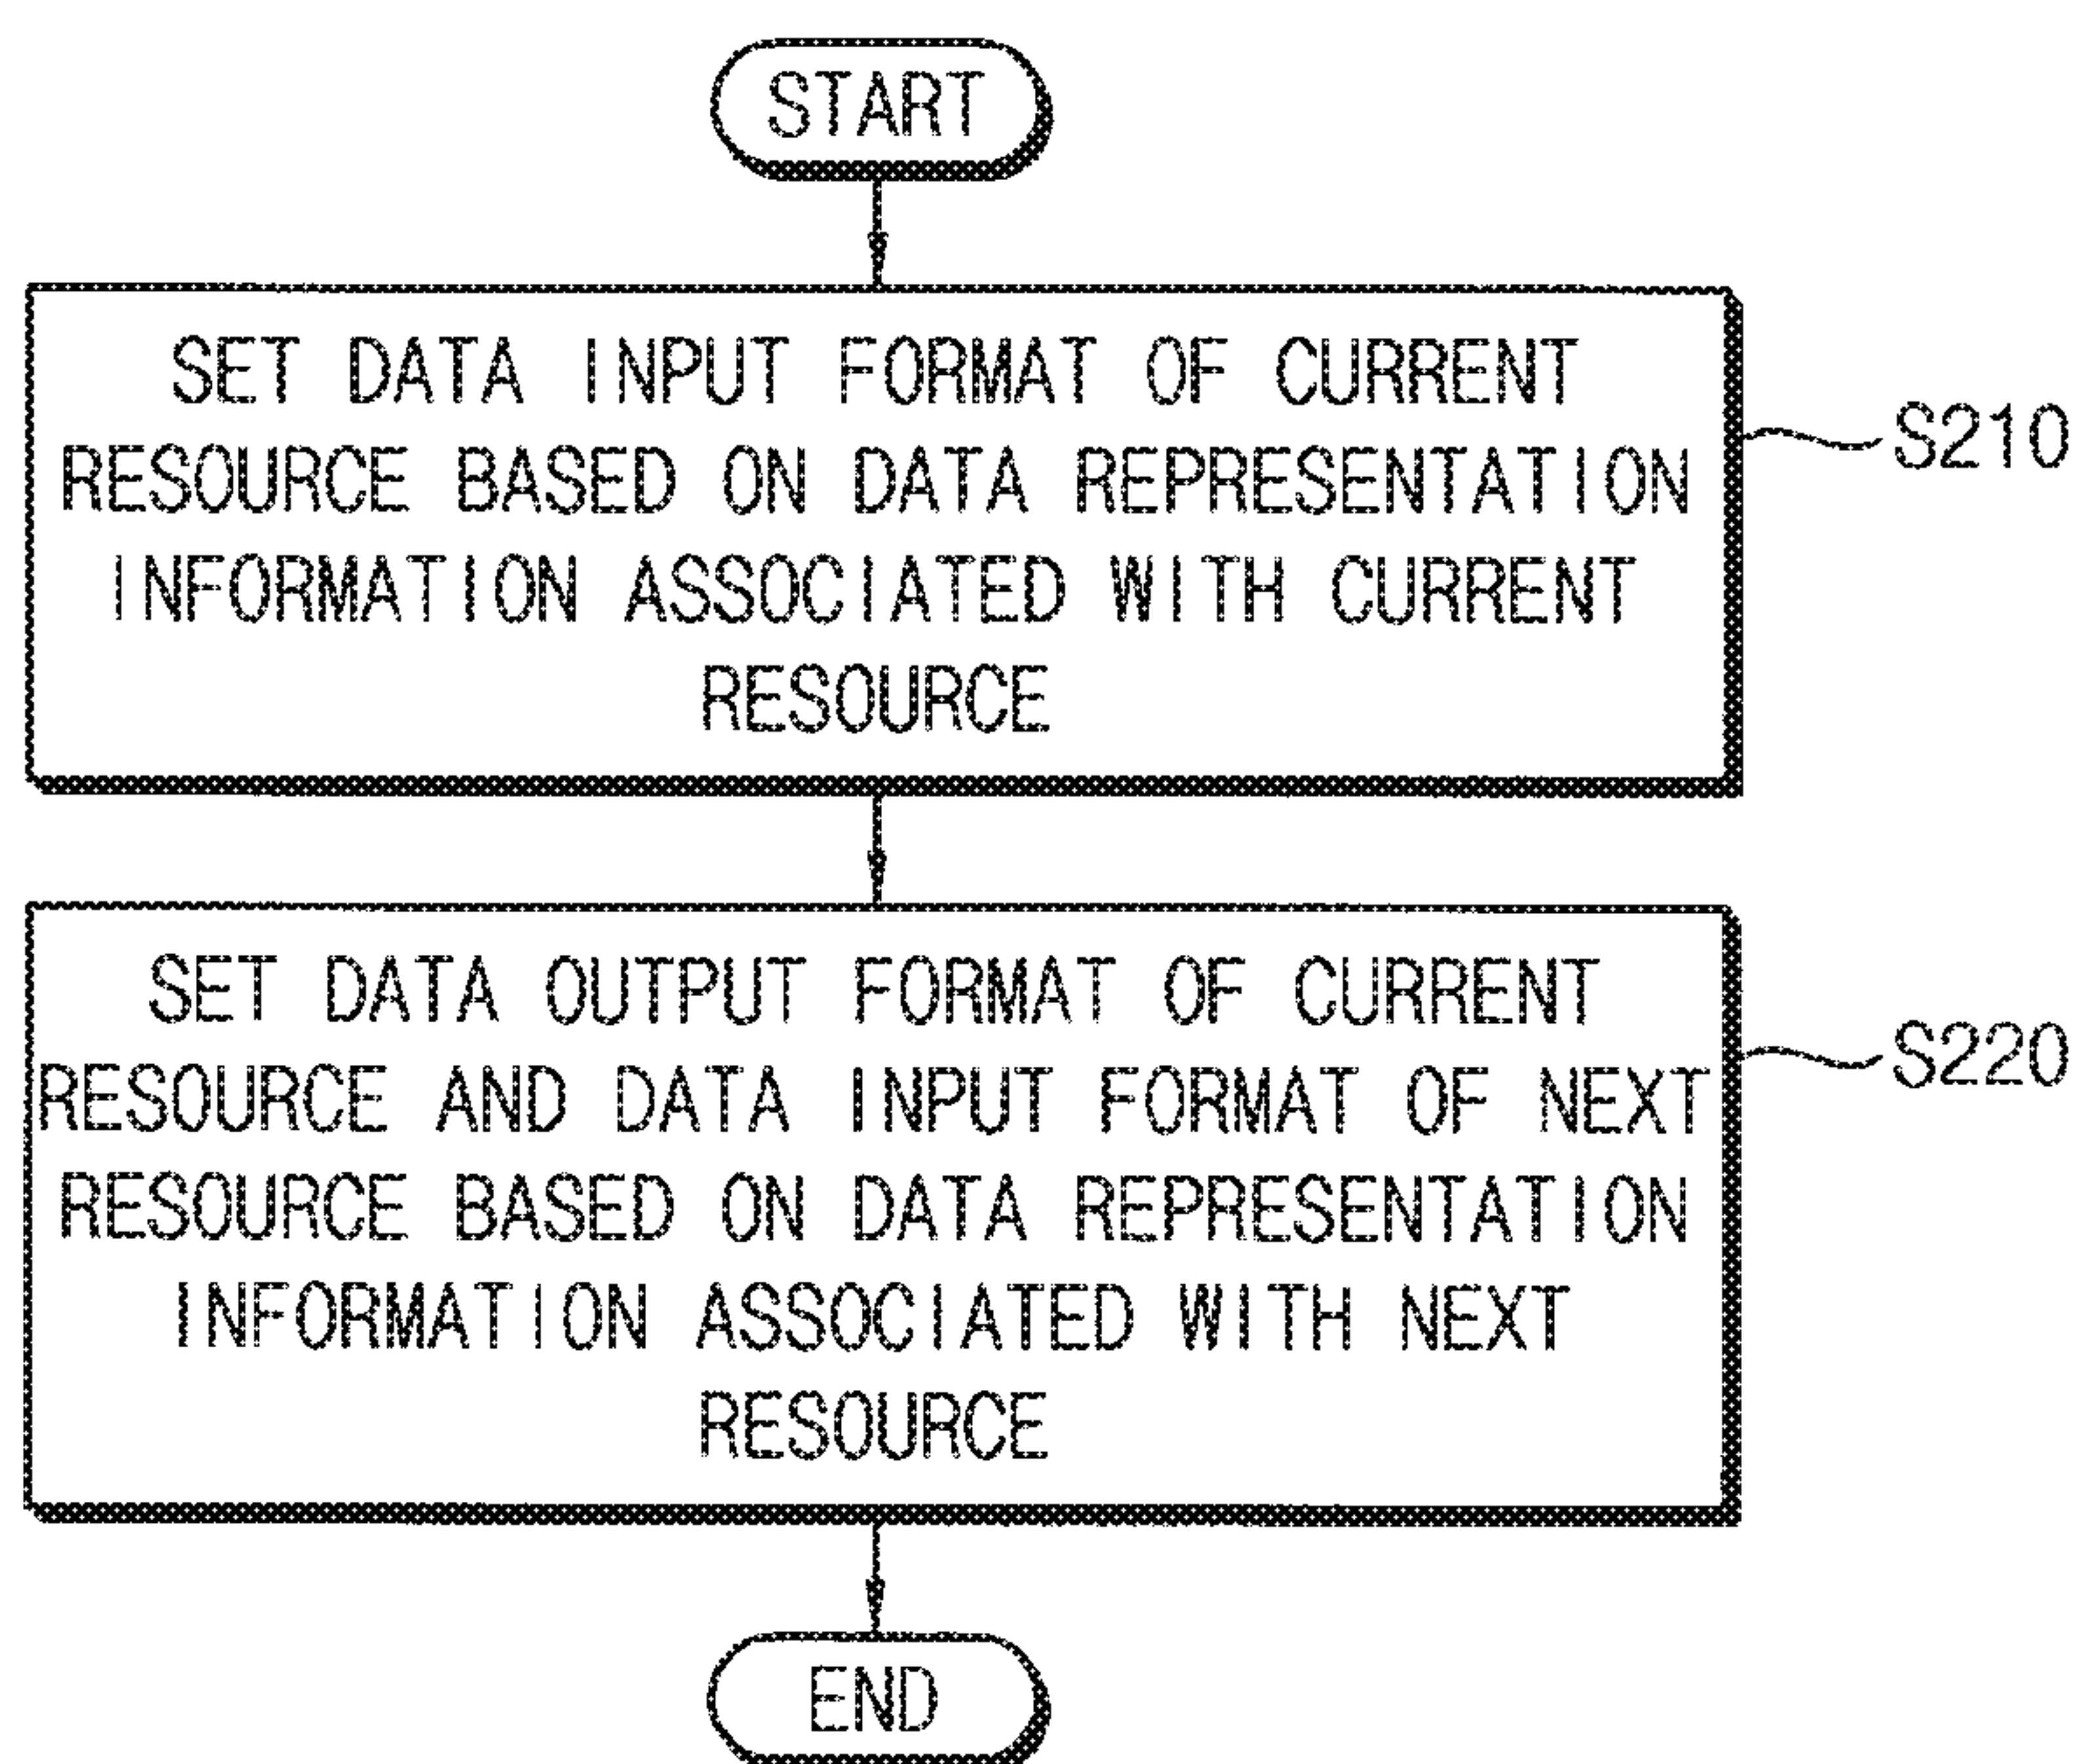 START
SET DATA INPUT FORMAT OF CURRENT
RESOURCE BASED ON DATA REPRESENTATION
INFORMATION ASSOCIATED WITH CURRENT
RESOURCE
S210
SET DATA OUTPUT FORMAT OF CURRENT
RESOURCE AND DATA INPUT FORMAT OF NEXT
RESOURCE BASED ON DATA REPRESENTATION
INFORMATION ASSOCIATED WITH NEXT
RESOURCE
S220
END